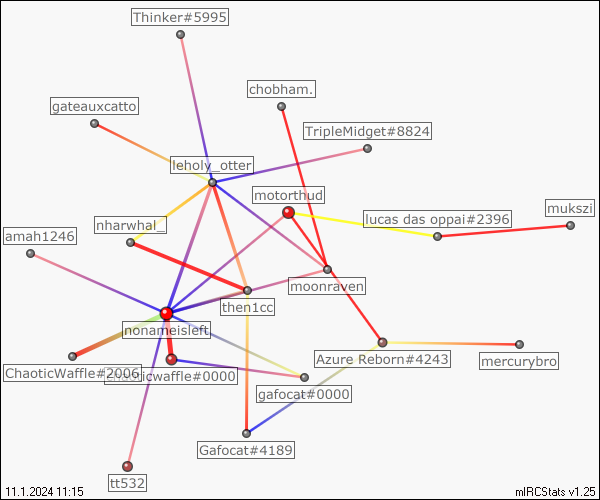 Thinker#5995
chobham.
gateauxcatto
TripleMidget#8824
leholy_otter
motorthud
mukszi
lucas das oppai#2396
nharwhal_
amah1246
moonraven
then1cc
nonameisleft
Azure Reborn#4243
mercurybro
ChaoticWaffle#2006
ticwaffle#0000
gafocat#0000
Gafocat#4189
tt532
11.1.2024 11:15
mIRCStats v1.25